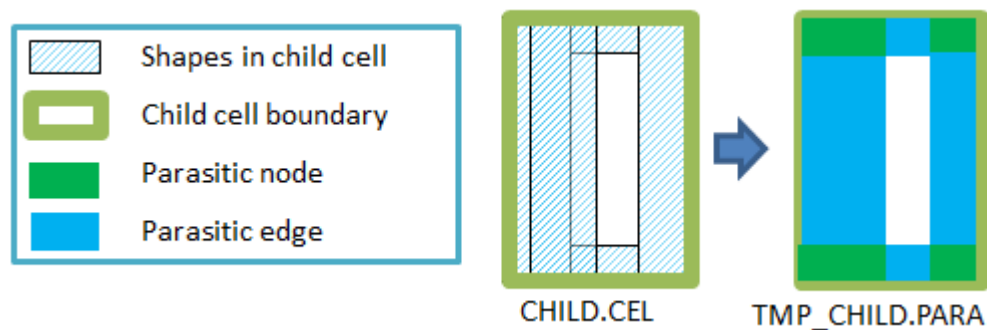 Shapes in child cell
Child cell boundary
Parasitic node
Parasitic edge
CHILD.CEL
TMP_CHILD.PARA